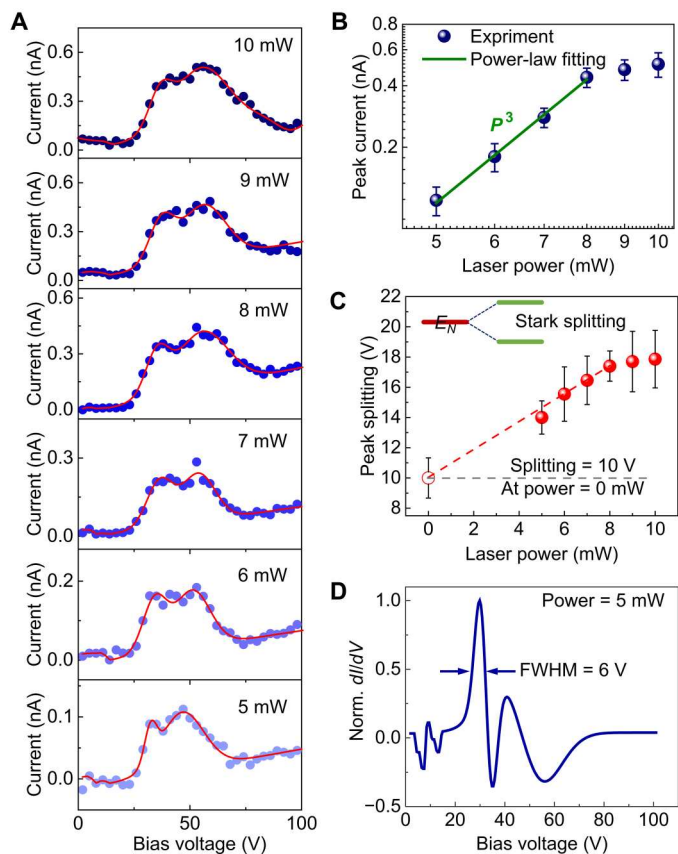 A
10 mW
Current (nA)
0.6
0.3
0.0
9 mW
Current (nA)
0.6
0.4
0.2
0.0
8 mW
Current (nA)
0.6
0.3
0.0
7 mW
Current (nA)
0.3
0.0
6 mW
Current (nA)
0.2
0.1
0.0
5 mW
Current (nA)
0.1
0.0
0 50 100
Bias voltage (V)
B
Expriment
Power-law fitting
P³
Peak current (nA)
0.8
0.6
0.4
0.2
5 6 7 8 9 10
Laser power (mW)
C
E_N
Stark splitting
Peak splitting (V)
22
20
18
16
14
12
10
8
Splitting = 10 V
At power = 0 mW
0 2 4 6 8 10
Laser power (mW)
D
Power = 5 mW
FWHM = 6 V
Norm. dI/dV
1.0
0.5
0.0
−0.5
0 20 40 60 80 100
Bias voltage (V)